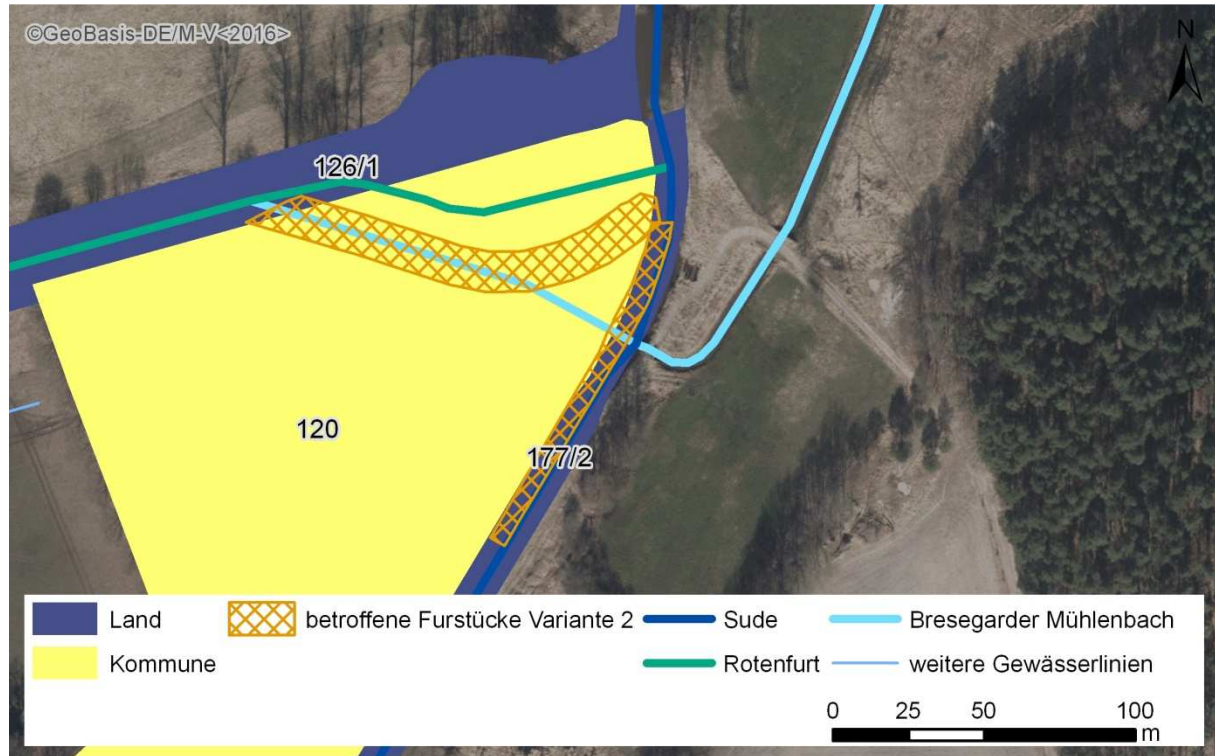 ©GeoBasis-DE/M-V<2016>
N
126/1
120
177/2
Land
betroffene Furstücke Variante 2
Sude
Bresegarder Mühlenbach
Kommune
Rotenfurt
weitere Gewässerlinien
0 25 50 100
m